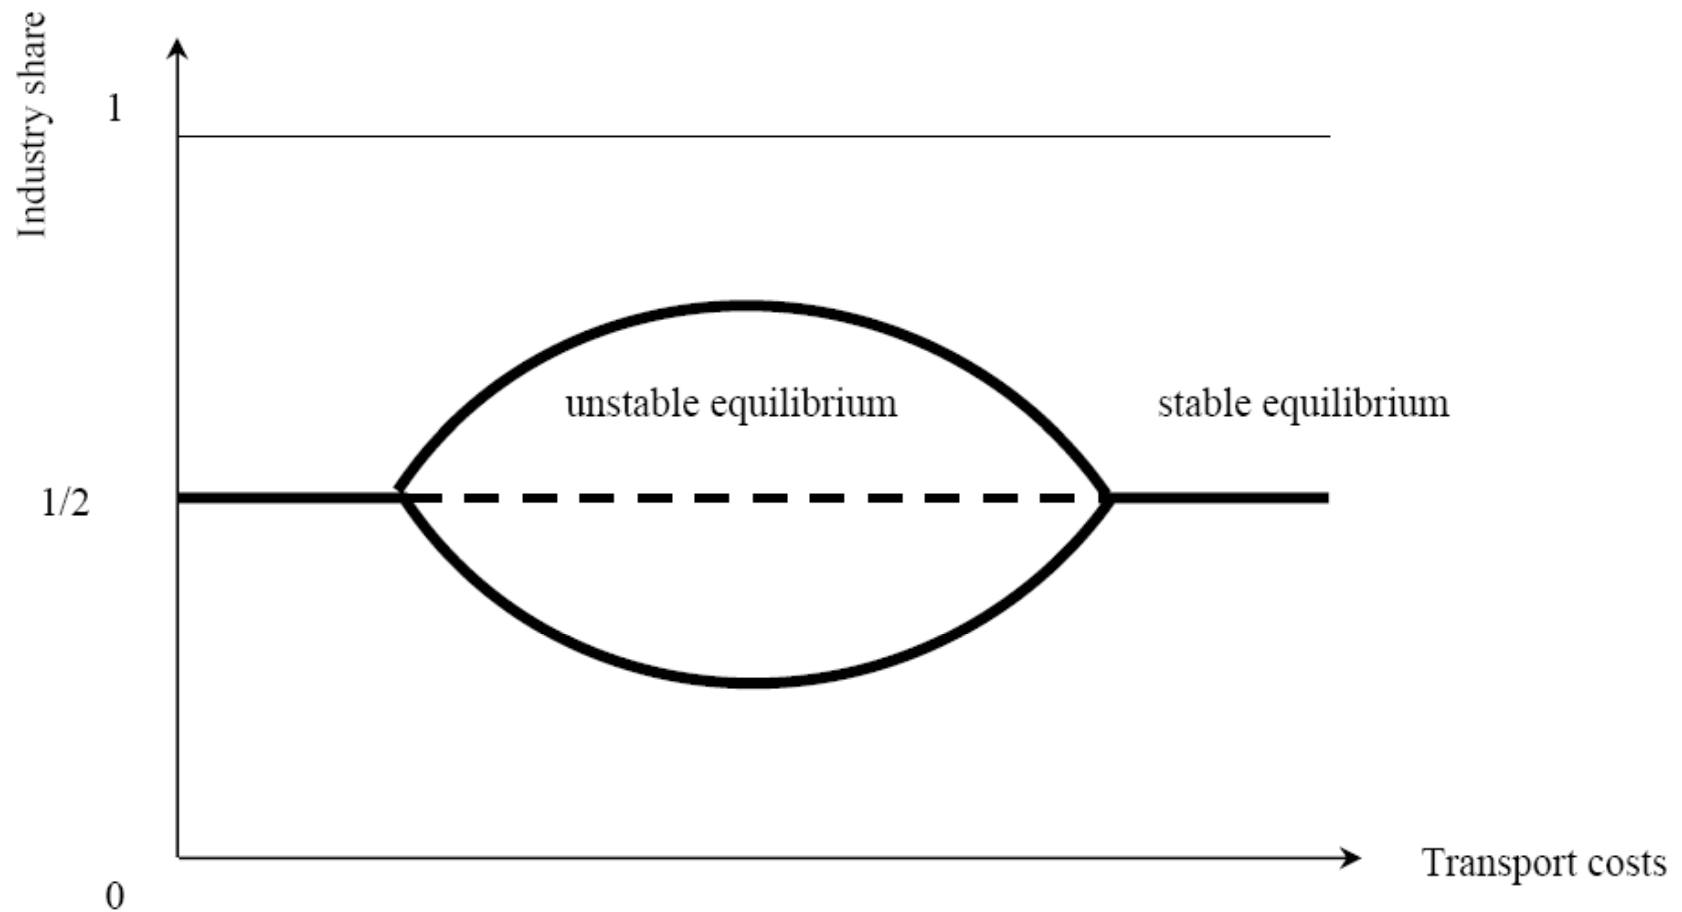 Industry share
1
unstable equilibrium
stable equilibrium
1/2
Transport costs
0